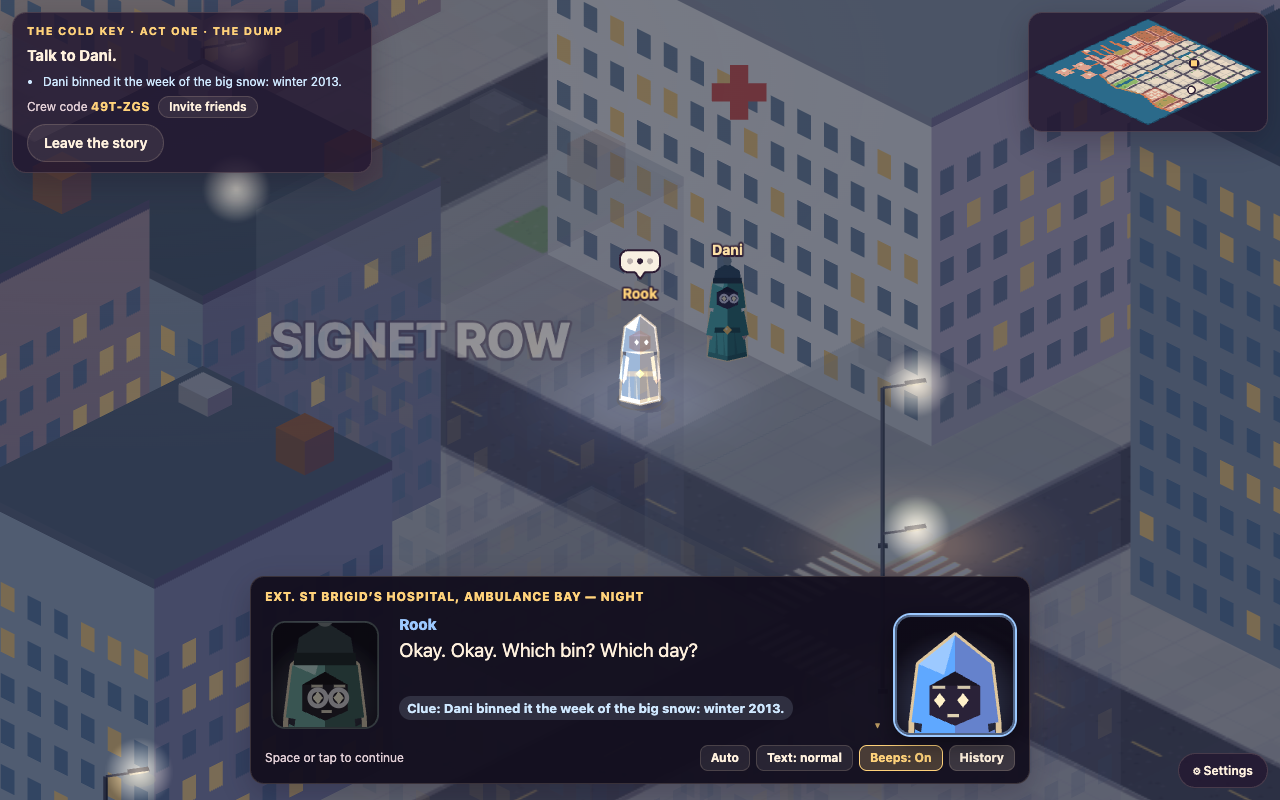 THE COLD KEY · ACT ONE · THE DUMP
Talk to Dani.
• Dani binned it the week of the big snow: winter 2013.
Crew code 49T-ZGS Invite friends
Leave the story
Dani
Rook
SIGNET ROW
EXT. ST BRIGID’S HOSPITAL, AMBULANCE BAY — NIGHT
Rook
Okay. Okay. Which bin? Which day?
Clue: Dani binned it the week of the big snow: winter 2013.
Space or tap to continue
Auto
Text: normal
Beeps: On
History
⚙ Settings